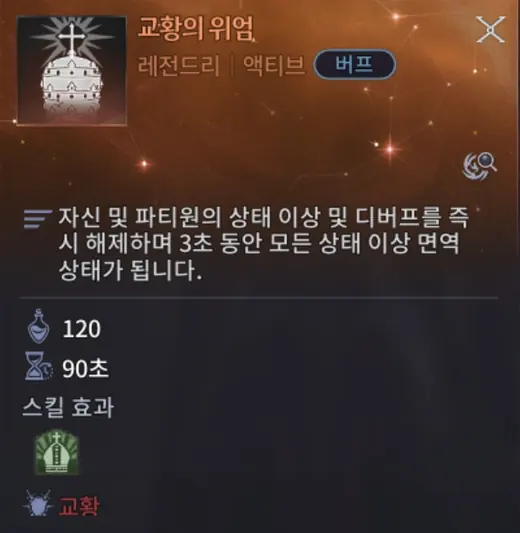 교황의 위엄
레전드리 | 액티브 버프
자신 및 파티원의 상태 이상 및 디버프를 즉
시 해제하며 3초 동안 모든 상태 이상 면역
상태가 됩니다.
120
90초
스킬 효과
교황